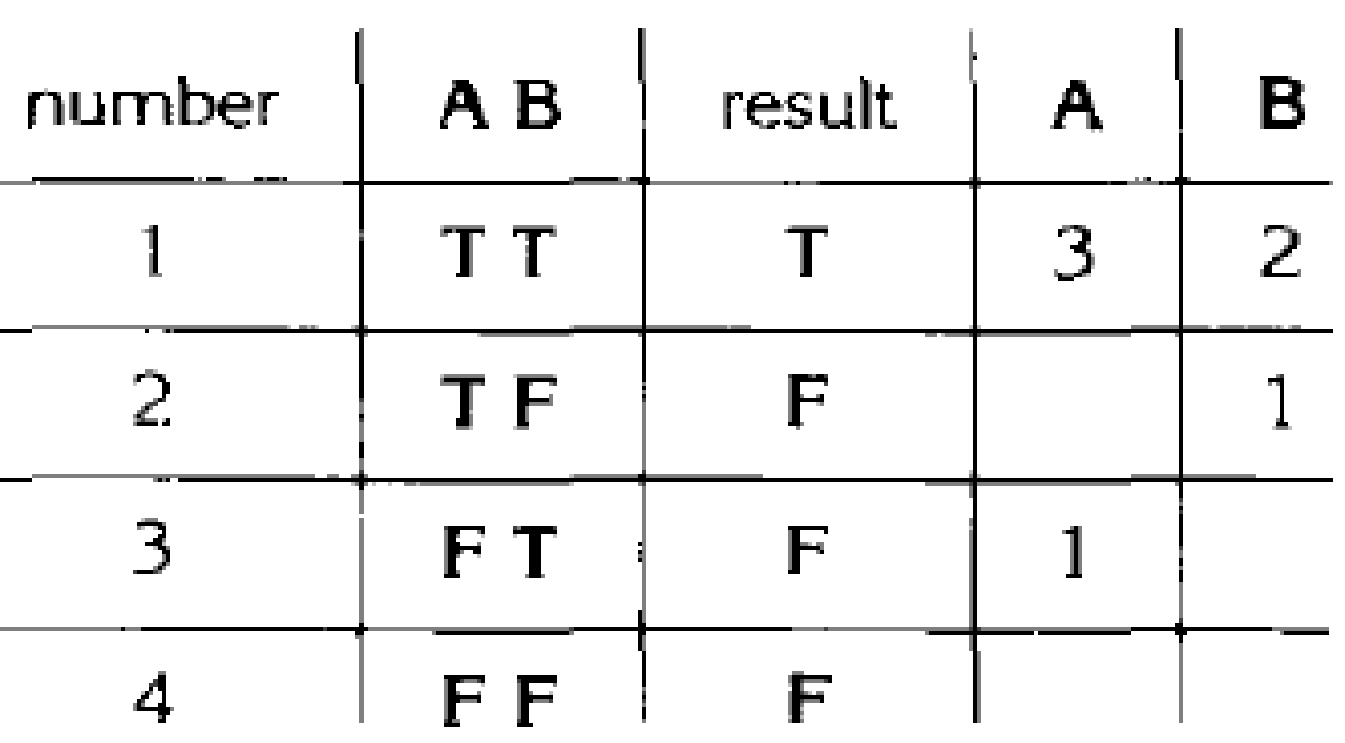 number A B result A B
1 T T T 3 2
2 T F F 1
3 F T F 1
4 F F F